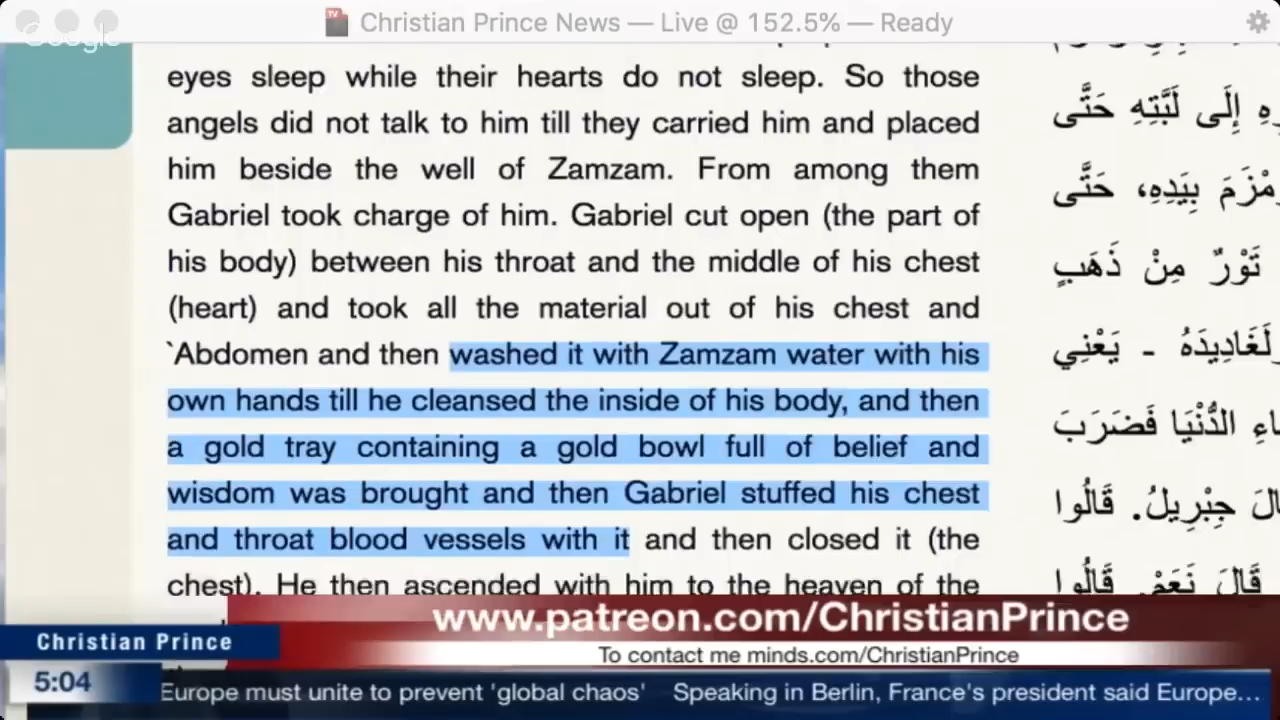 Google
Christian Prince News — Live @ 152.5% — Ready
eyes sleep while their hearts do not sleep. So those
angels did not talk to him till they carried him and placed
him beside the well of Zamzam. From among them
Gabriel took charge of him. Gabriel cut open (the part of
his body) between his throat and the middle of his chest
(heart) and took all the material out of his chest and
`Abdomen and then washed it with Zamzam water with his
own hands till he cleansed the inside of his body, and then
a gold tray containing a gold bowl full of belief and
wisdom was brought and then Gabriel stuffed his chest
and throat blood vessels with it and then closed it (the
chest). He then ascended with him to the heaven of the
إِلَى لَبَّتِهِ حَتَّى
بِيَدِهِ، حَتَّى
تَوْرٌ مِنْ ذَهَبٍ
لَغَادِيدَهُ ـ يَعْنِي
الدُّنْيَا فَضَرَبَ
جِبْرِيلُ. قَالُوا
قَالَ نَعَمْ. قَالُوا
www.patreon.com/ChristianPrince
To contact me minds.com/ChristianPrince
Christian Prince
5:04
Europe must unite to prevent 'global chaos' Speaking in Berlin, France's president said Europe...